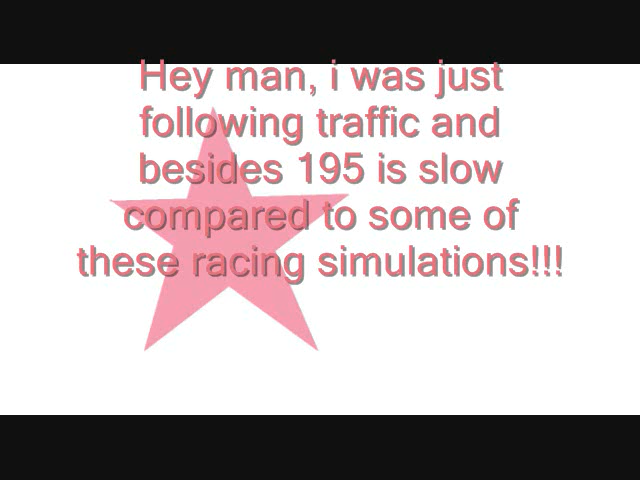 Hey man, i was just
following traffic and
besides 195 is slow
compared to some of
these racing simulations!!!